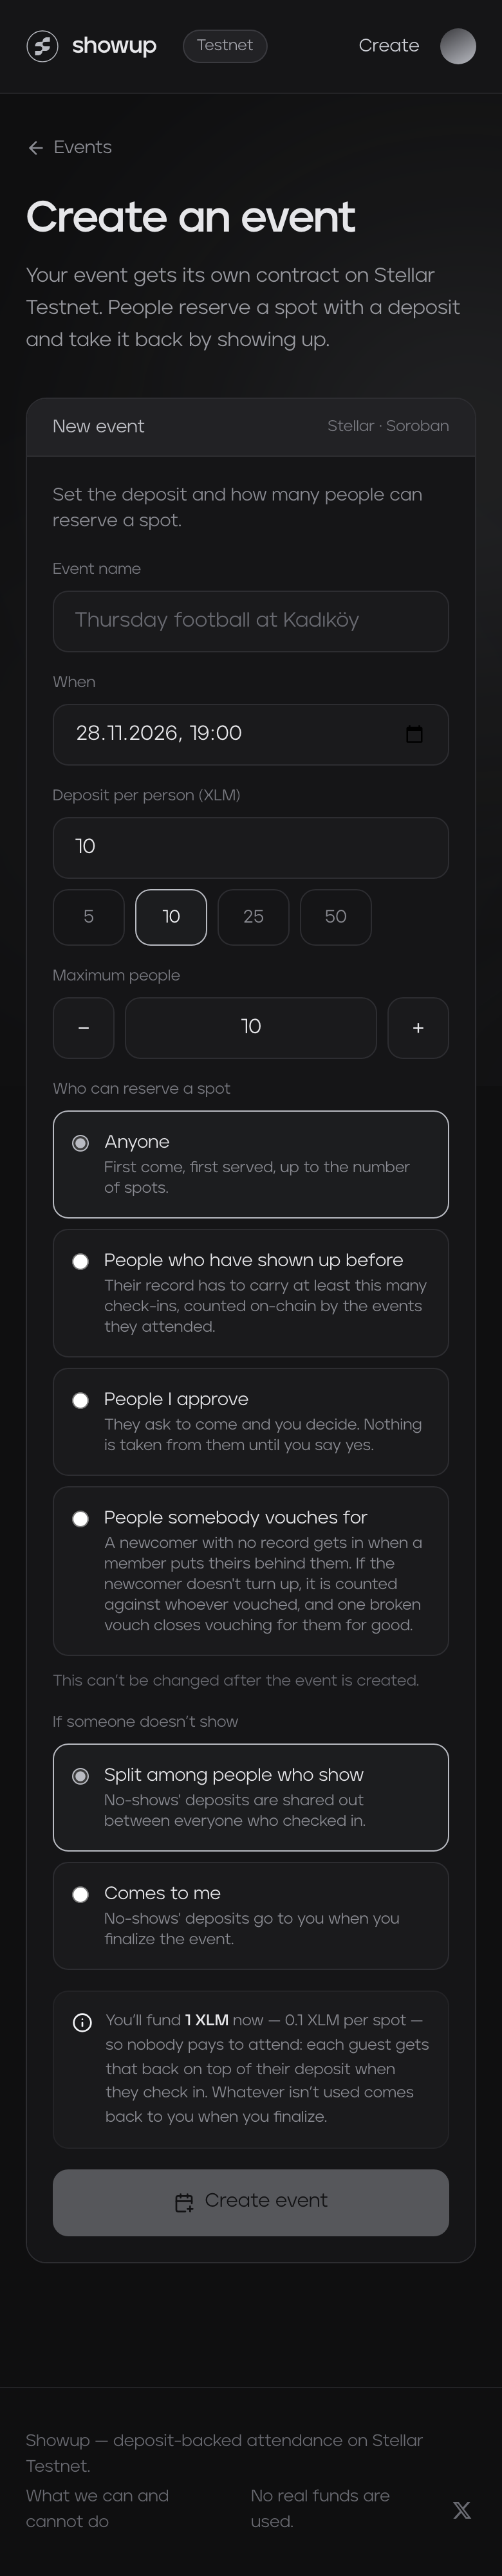 showup
Testnet
Create
Events
Create an event
Your event gets its own contract on Stellar
Testnet. People reserve a spot with a deposit
and take it back by showing up.
New event
Stellar · Soroban
Set the deposit and how many people can
reserve a spot.
Event name
Thursday football at Kadıköy
When
28.11.2026, 19:00
Deposit per person (XLM)
10
5
10
25
50
Maximum people
−
10
+
Who can reserve a spot
Anyone
First come, first served, up to the number
of spots.
People who have shown up before
Their record has to carry at least this many
check-ins, counted on-chain by the events
they attended.
People I approve
They ask to come and you decide. Nothing
is taken from them until you say yes.
People somebody vouches for
A newcomer with no record gets in when a
member puts theirs behind them. If the
newcomer doesn't turn up, it is counted
against whoever vouched, and one broken
vouch closes vouching for them for good.
This can't be changed after the event is created.
If someone doesn't show
Split among people who show
No-shows' deposits are shared out
between everyone who checked in.
Comes to me
No-shows' deposits go to you when you
finalize the event.
You'll fund 1 XLM now — 0.1 XLM per spot —
so nobody pays to attend: each guest gets
that back on top of their deposit when
they check in. Whatever isn't used comes
back to you when you finalize.
Create event
Showup — deposit-backed attendance on Stellar
Testnet.
What we can and
cannot do
No real funds are
used.